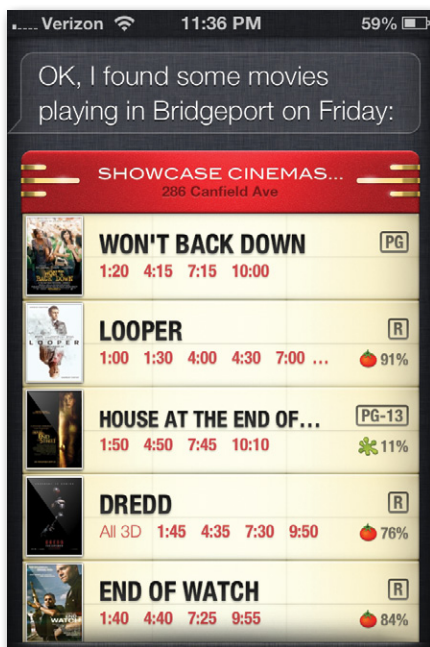 Verizon 11:36 PM 59%
OK, I found some movies
playing in Bridgeport on Friday:
SHOWCASE CINEMAS...
286 Canfield Ave
WON'T BACK DOWN PG
1:20 4:15 7:15 10:00
LOOPER R
1:00 1:30 4:00 4:30 7:00 ... 91%
LOOPER
HOUSE AT THE END OF... PG-13
1:50 4:50 7:45 10:10 11%
DREDD R
All 3D 1:45 4:35 7:30 9:50 76%
DREDD
END OF WATCH R
1:40 4:40 7:25 9:55 84%